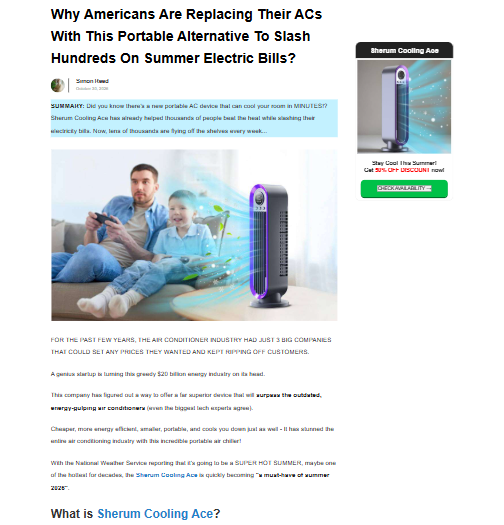 Why Americans Are Replacing Their ACs
With This Portable Alternative To Slash
Hundreds On Summer Electric Bills?
Simon Reed
October 20, 2026
SUMMARY: Did you know there's a new portable AC device that can cool your room in MINUTES!?
Sherum Cooling Ace has already helped thousands of people beat the heat while slashing their
electricity bills. Now, tens of thousands are flying off the shelves every week...
Sherum Cooling Ace
Stay Cool This Summer!
Get 50% OFF DISCOUNT now!
CHECK AVAILABILITY
FOR THE PAST FEW YEARS, THE AIR CONDITIONER INDUSTRY HAD JUST 3 BIG COMPANIES
THAT COULD SET ANY PRICES THEY WANTED AND KEPT RIPPING OFF CUSTOMERS.
A genius startup is turning this greedy $20 billion energy industry on its head.
This company has figured out a way to offer a far superior device that will surpass the outdated,
energy-gulping air conditioners (even the biggest tech experts agree).
Cheaper, more energy efficient, smaller, portable, and cools you down just as well - it has stunned the
entire air conditioning industry with this incredible portable air chiller!
With the National Weather Service reporting that it's going to be a SUPER HOT SUMMER, maybe one
of the hottest for decades, the Sherum Cooling Ace is quickly becoming "a must-have of summer
2026".
What is Sherum Cooling Ace?